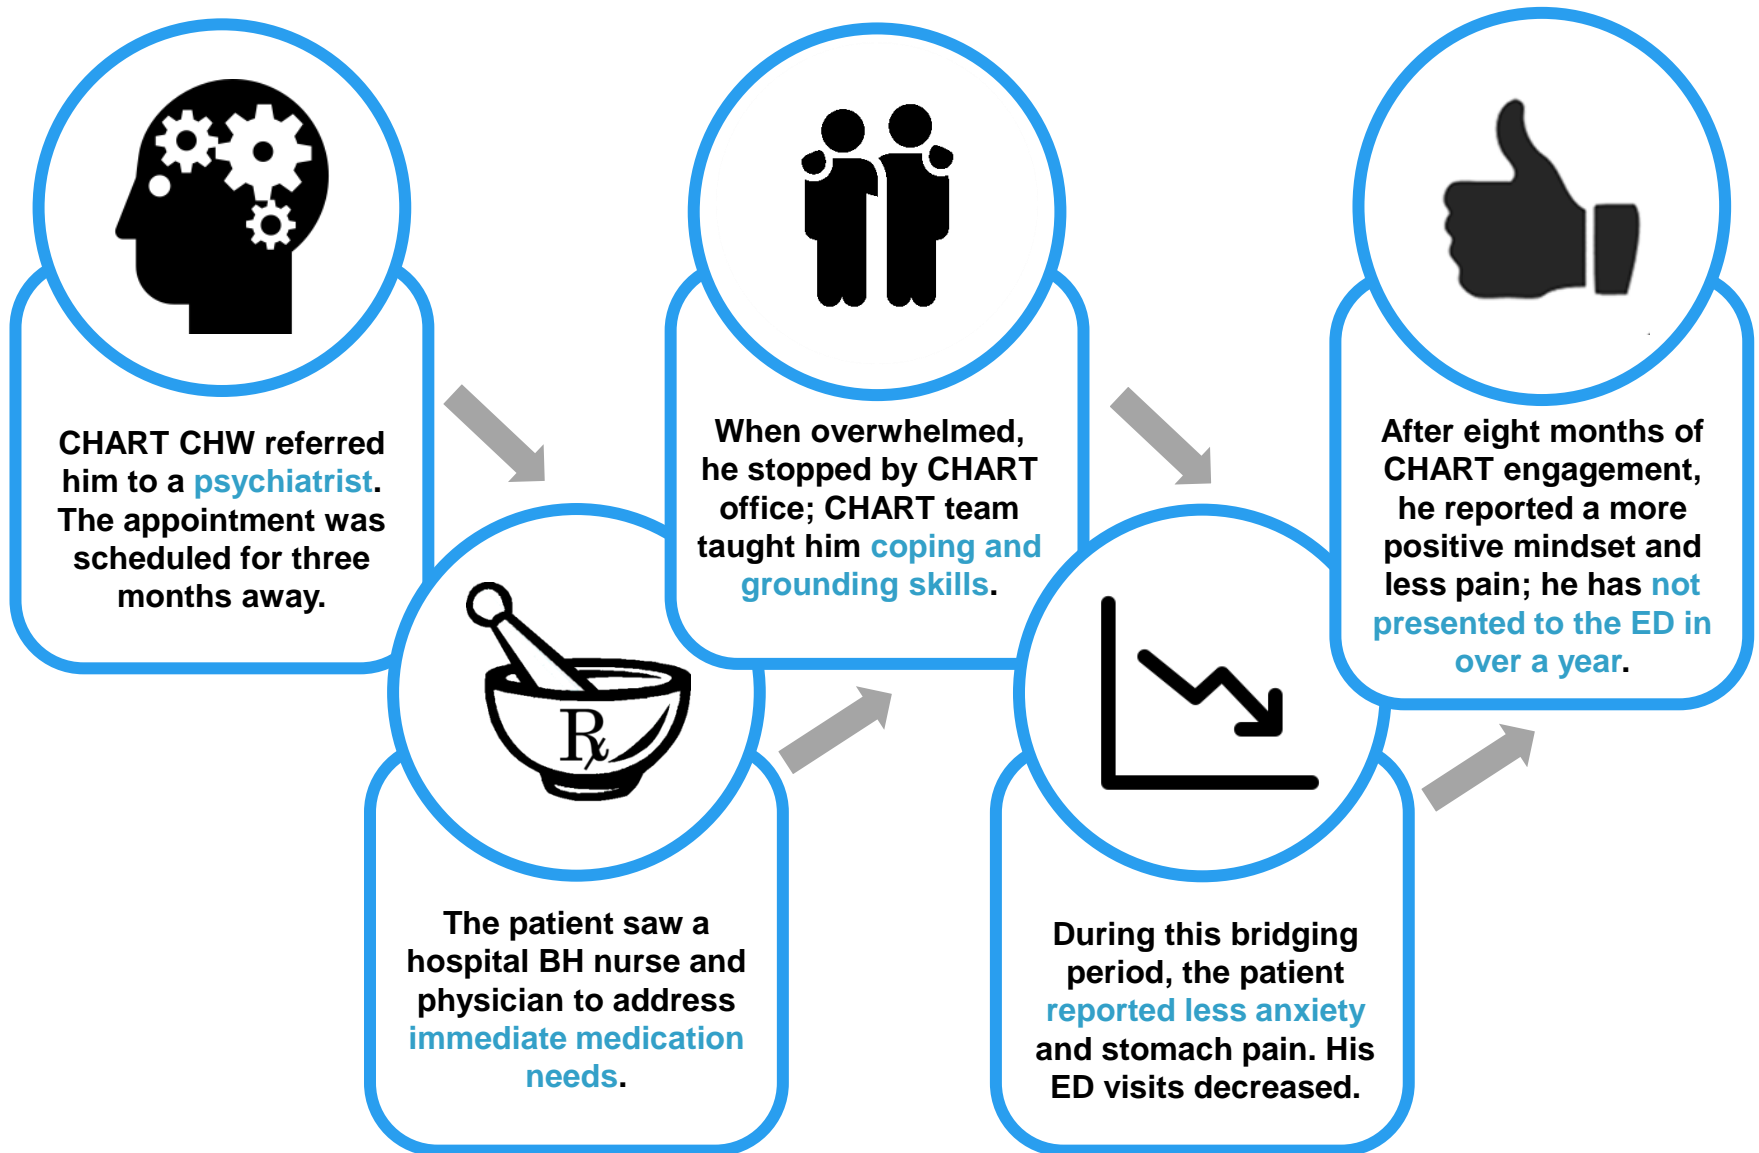 CHART CHW referred
him to a psychiatrist.
The appointment was
scheduled for three
months away.
R
The patient saw a
hospital BH nurse and
physician to address
immediate medication
needs.
When overwhelmed,
he stopped by CHART
office; CHART team
taught him coping and
grounding skills.
During this bridging
period, the patient
reported less anxiety
and stomach pain. His
ED visits decreased.
After eight months of
CHART engagement,
he reported a more
positive mindset and
less pain; he has not
presented to the ED in
over a year.